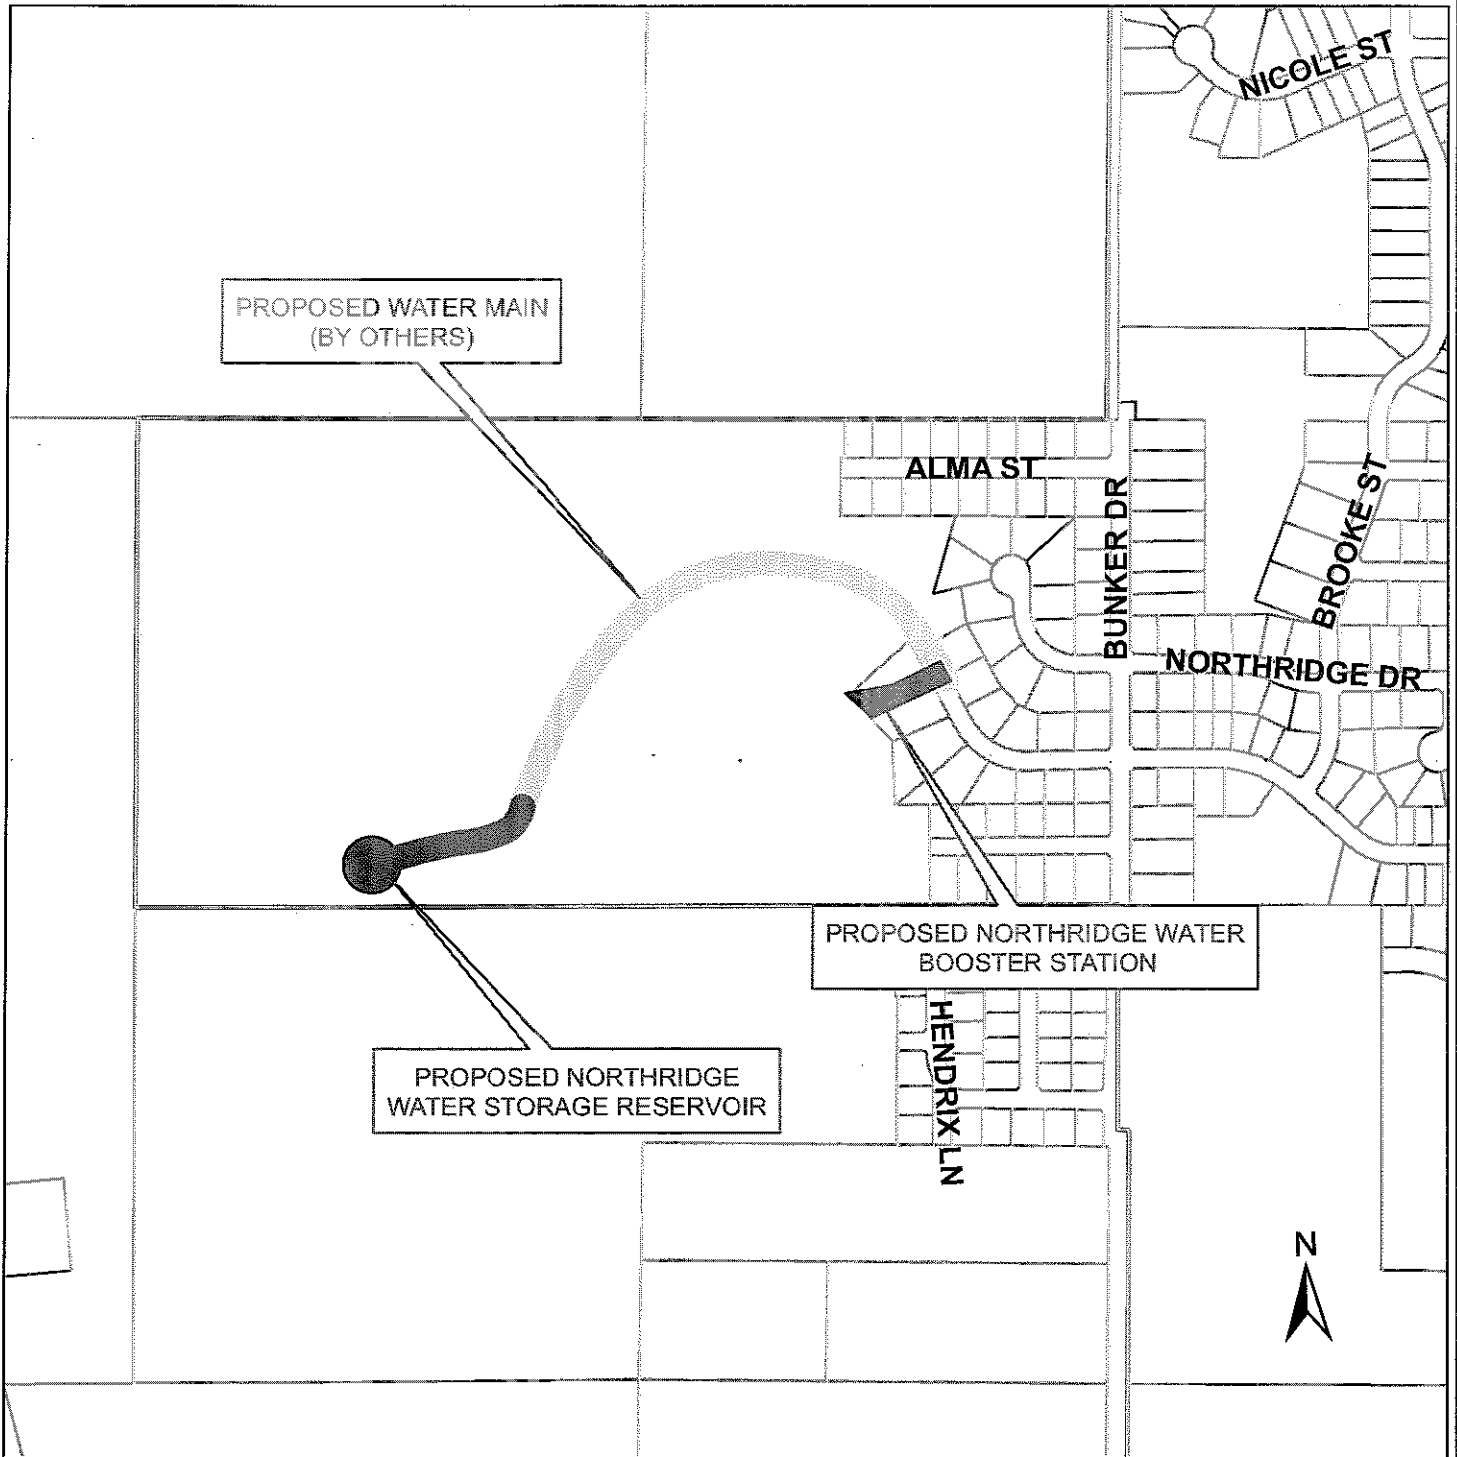 NICOLE ST
PROPOSED WATER MAIN
(BY OTHERS)
ALMA ST
BUNKER DR
BROOKE ST
NORTHRIDGE DR
PROPOSED NORTHRIDGE WATER
BOOSTER STATION
HENDRIX LN
PROPOSED NORTHRIDGE
WATER STORAGE RESERVOIR
N